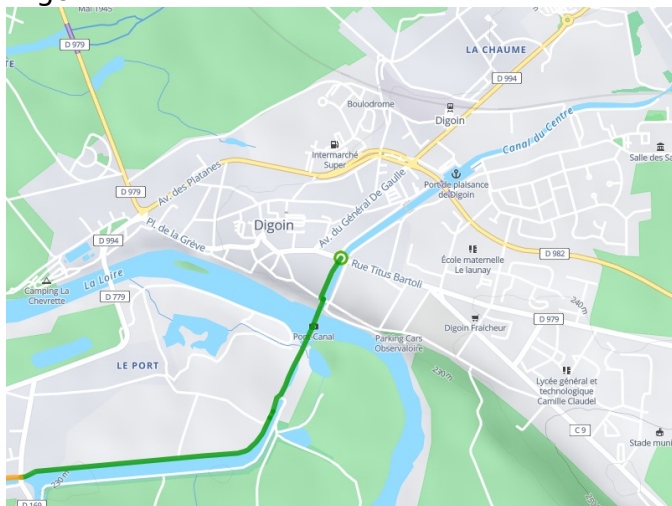 Mai 1945
D 979
LA CHAUME
D 994
Boulodrome
Digoin
Canal du Centre
Intermarché
Super
Salle des
Port de plaisance
de Digoin
Av. des Platanes
Av. du Général De Gaulle
D 979
Pl. de la Grève
Digoin
D 994
École maternelle
Le launay
D 982
Rue Titus Bartoli
La Loire
Camping La
Chevrette
D 779
240 m
D 979
Digoin Fraicheur
Pont-Canal
Parking Cars
Observaloire
LE PORT
230 m
Lycée général et
technologique
Camille Claudel
C 9
Stade muni
230 m
D 169